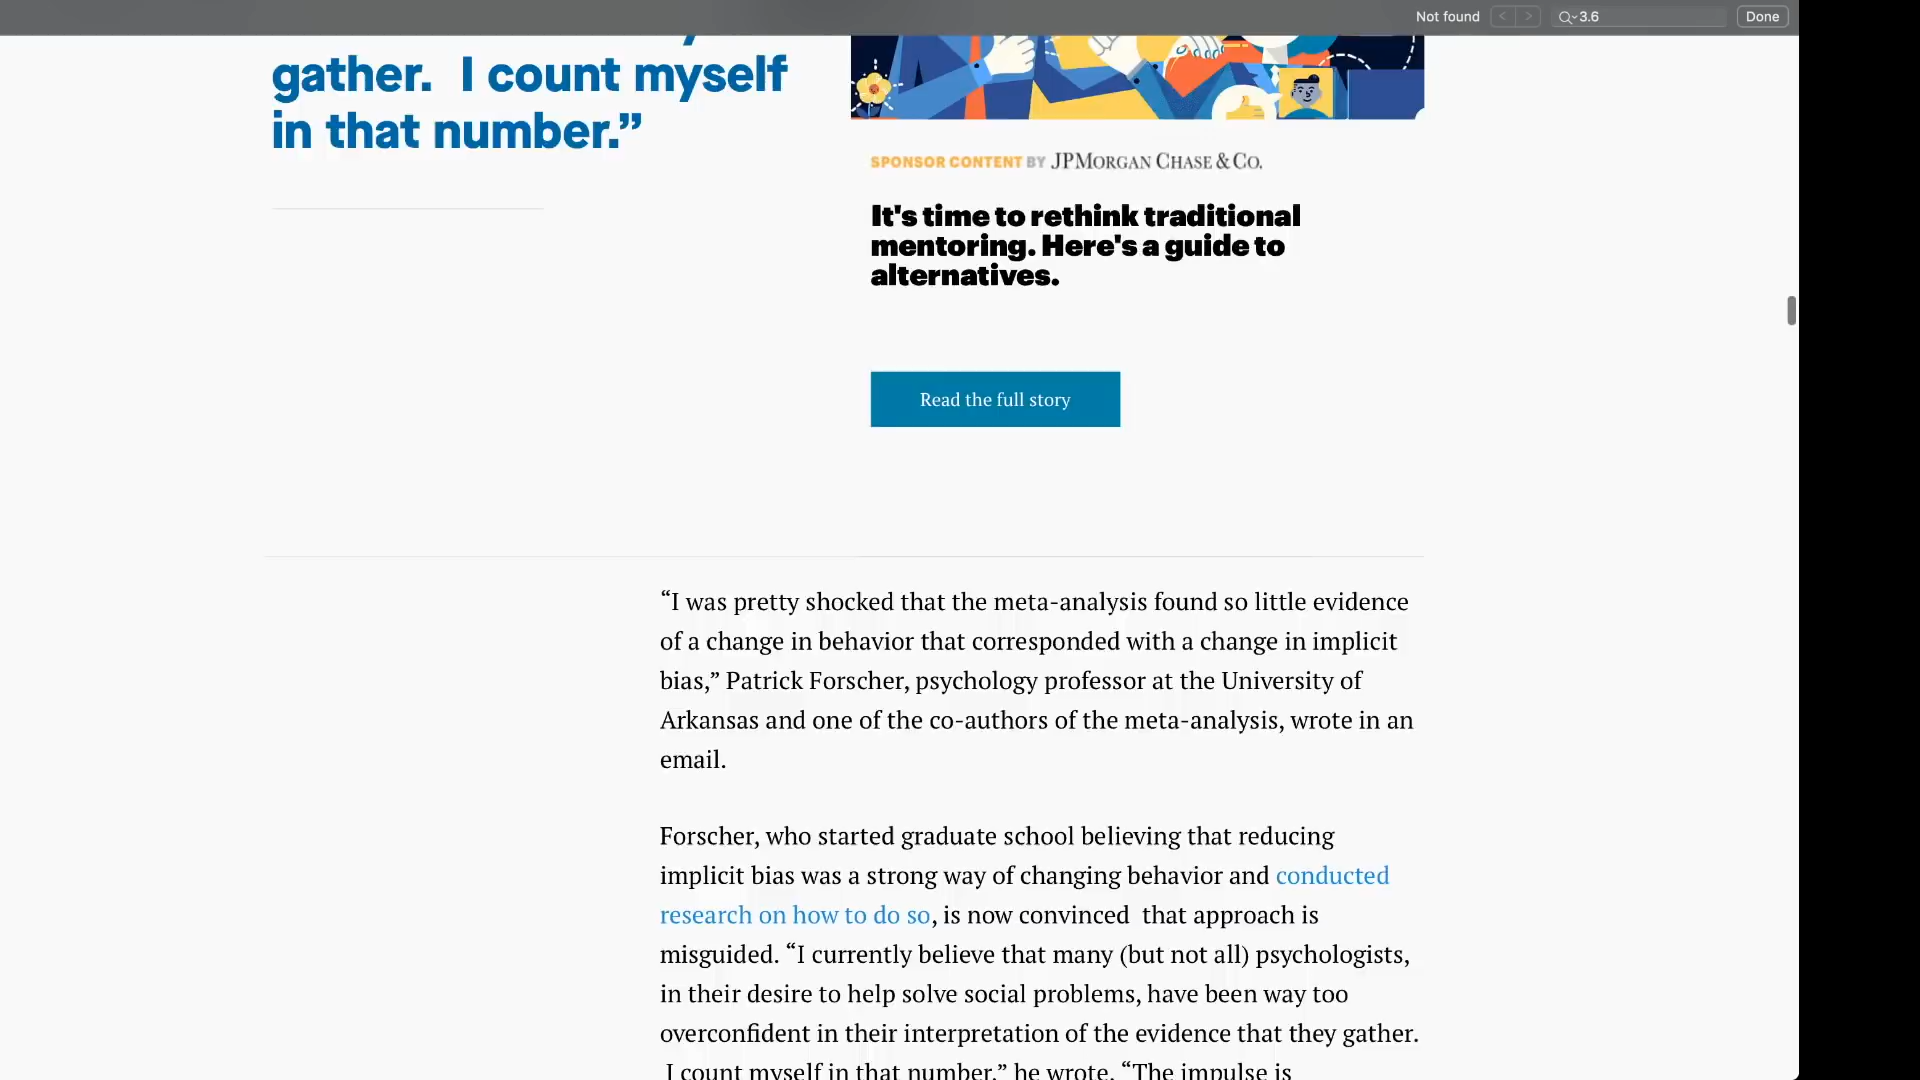 Not found
3.6
Done
gather.  I count myself
in that number.”
SPONSOR CONTENT BY JPMORGAN CHASE & CO.
It's time to rethink traditional
mentoring. Here's a guide to
alternatives.
Read the full story
“I was pretty shocked that the meta-analysis found so little evidence
of a change in behavior that corresponded with a change in implicit
bias,” Patrick Forscher, psychology professor at the University of
Arkansas and one of the co-authors of the meta-analysis, wrote in an
email.
Forscher, who started graduate school believing that reducing
implicit bias was a strong way of changing behavior and conducted
research on how to do so, is now convinced  that approach is
misguided. “I currently believe that many (but not all) psychologists,
in their desire to help solve social problems, have been way too
overconfident in their interpretation of the evidence that they gather.
I count myself in that number,” he wrote. “The impulse is